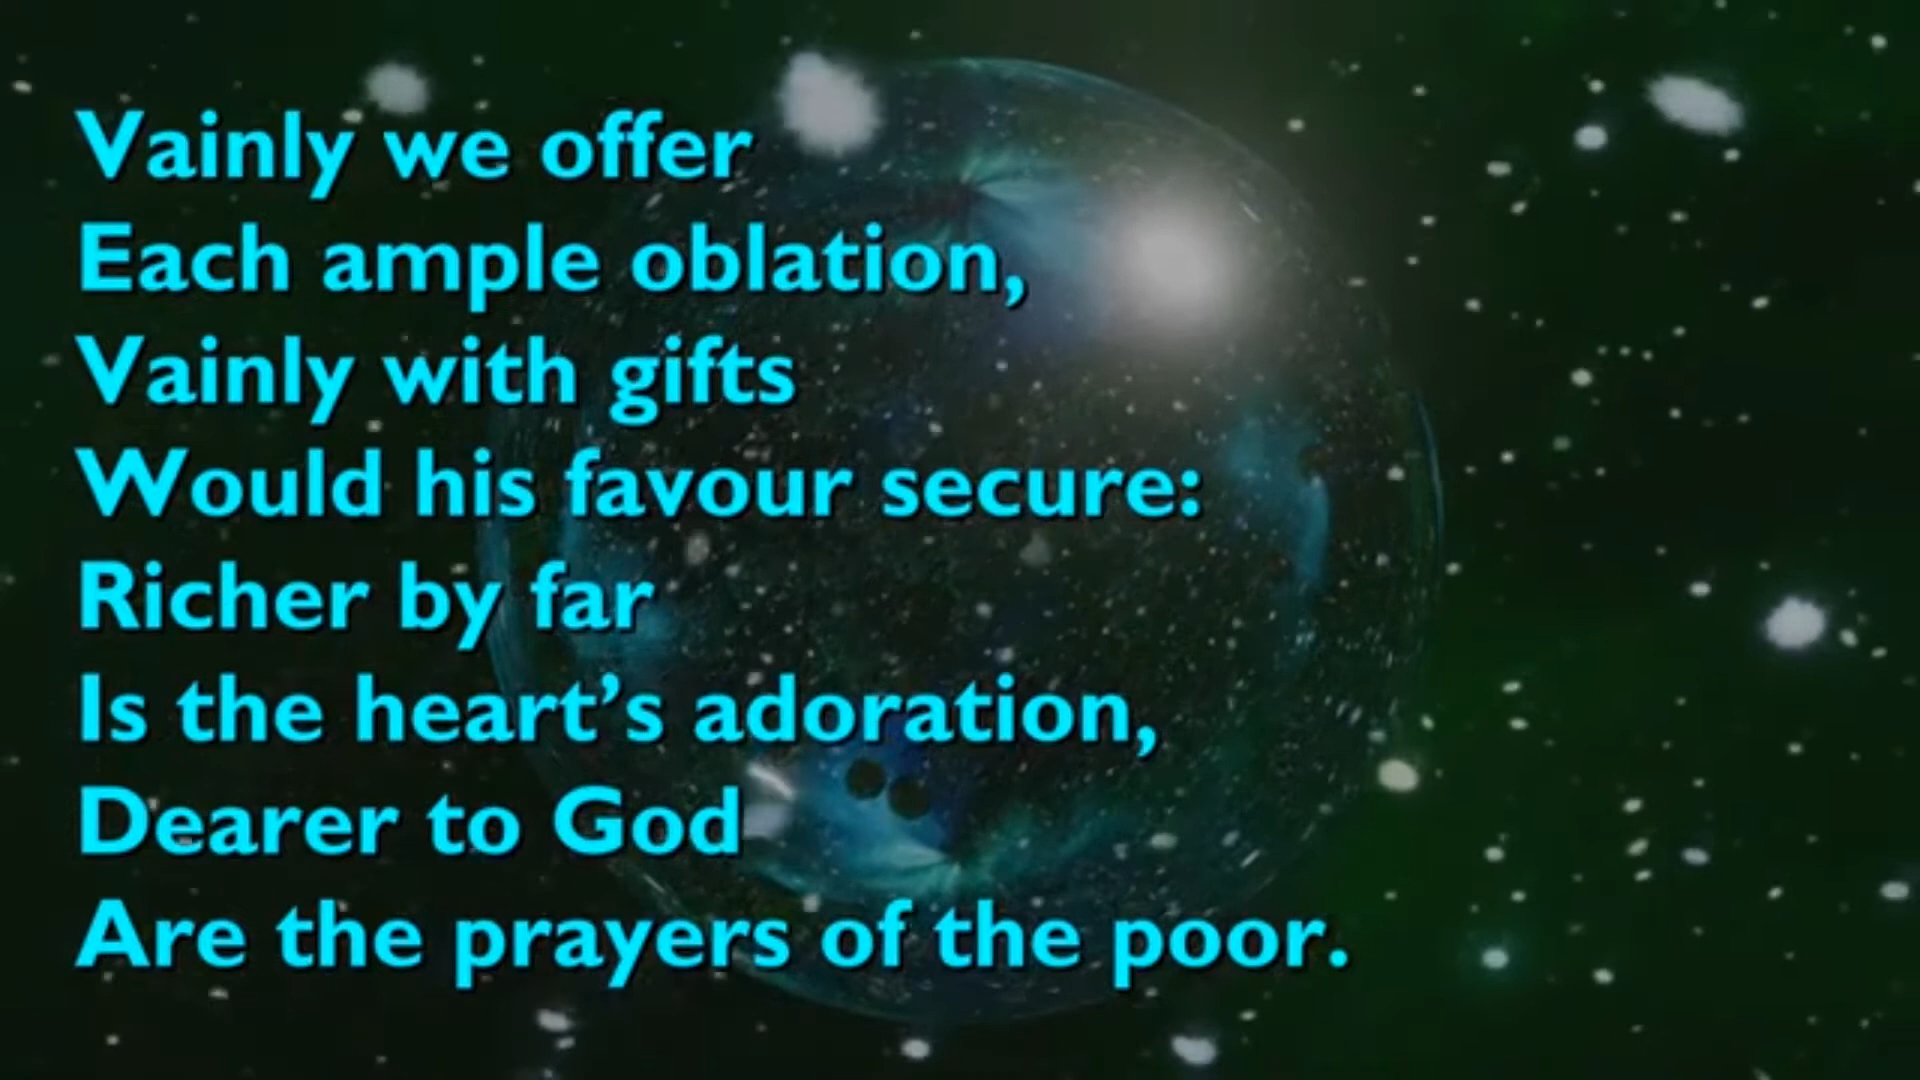 Vainly we offer
Each ample oblation,
Vainly with gifts
Would his favour secure:
Richer by far
Is the heart’s adoration,
Dearer to God
Are the prayers of the poor.